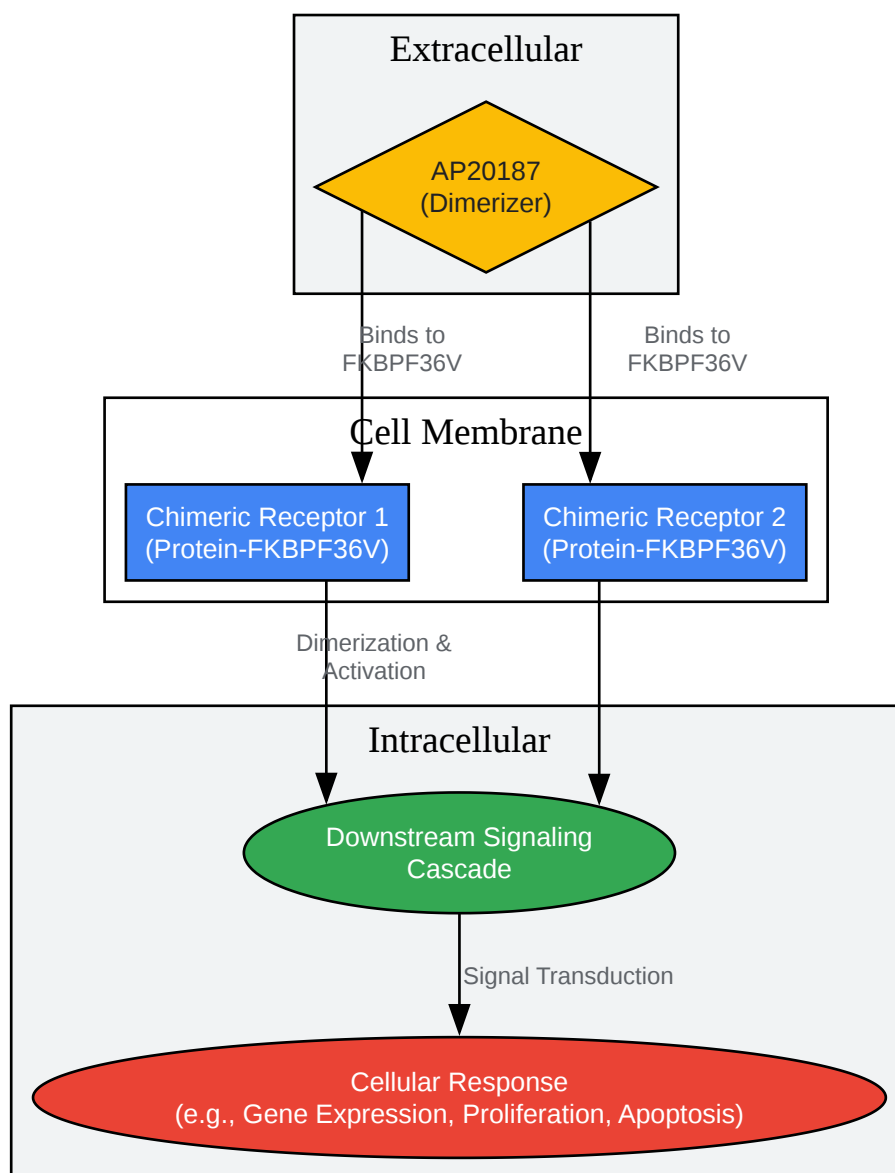 Extracellular
AP20187
(Dimerizer)
Binds to
FKBPF36V
Binds to
FKBPF36V
Cell Membrane
Chimeric Receptor 1
(Protein-FKBPF36V)
Chimeric Receptor 2
(Protein-FKBPF36V)
Dimerization &
Activation
Intracellular
Downstream Signaling
Cascade
Signal Transduction
Cellular Response
(e.g., Gene Expression, Proliferation, Apoptosis)